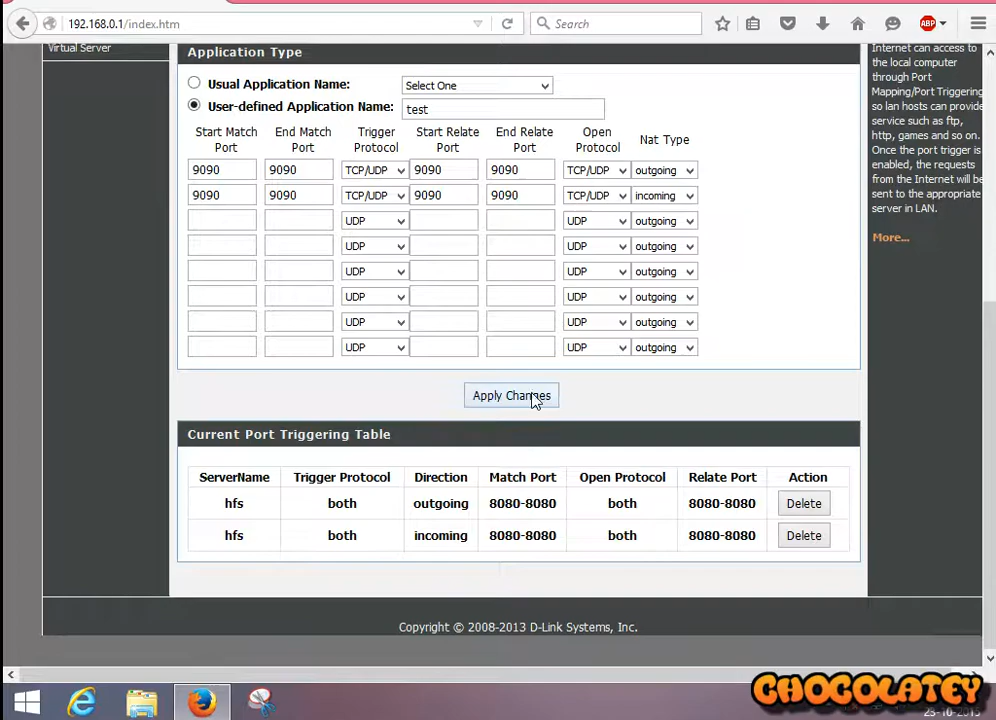 192.168.0.1/index.htm
Search
ABP
Virtual Server
Application Type
Usual Application Name: Select One
User-defined Application Name: test
Start Match Port End Match Port Trigger Protocol Start Relate Port End Relate Port Open Protocol Nat Type
9090 9090 TCP/UDP 9090 9090 TCP/UDP outgoing
9090 9090 TCP/UDP 9090 9090 TCP/UDP incoming
UDP UDP outgoing
UDP UDP outgoing
UDP UDP outgoing
UDP UDP outgoing
UDP UDP outgoing
UDP UDP outgoing
Apply Changes
Current Port Triggering Table
ServerName Trigger Protocol Direction Match Port Open Protocol Relate Port Action
hfs both outgoing 8080-8080 both 8080-8080 Delete
hfs both incoming 8080-8080 both 8080-8080 Delete
Internet can access to
the local computer
through Port
Mapping/Port Triggering
so lan hosts can provide
service such as ftp,
http, games and so on.
Once the port trigger is
enabled, the requests
from the Internet will be
sent to the appropriate
server in LAN.
More...
Copyright © 2008-2013 D-Link Systems, Inc.
CHOCOLATEY